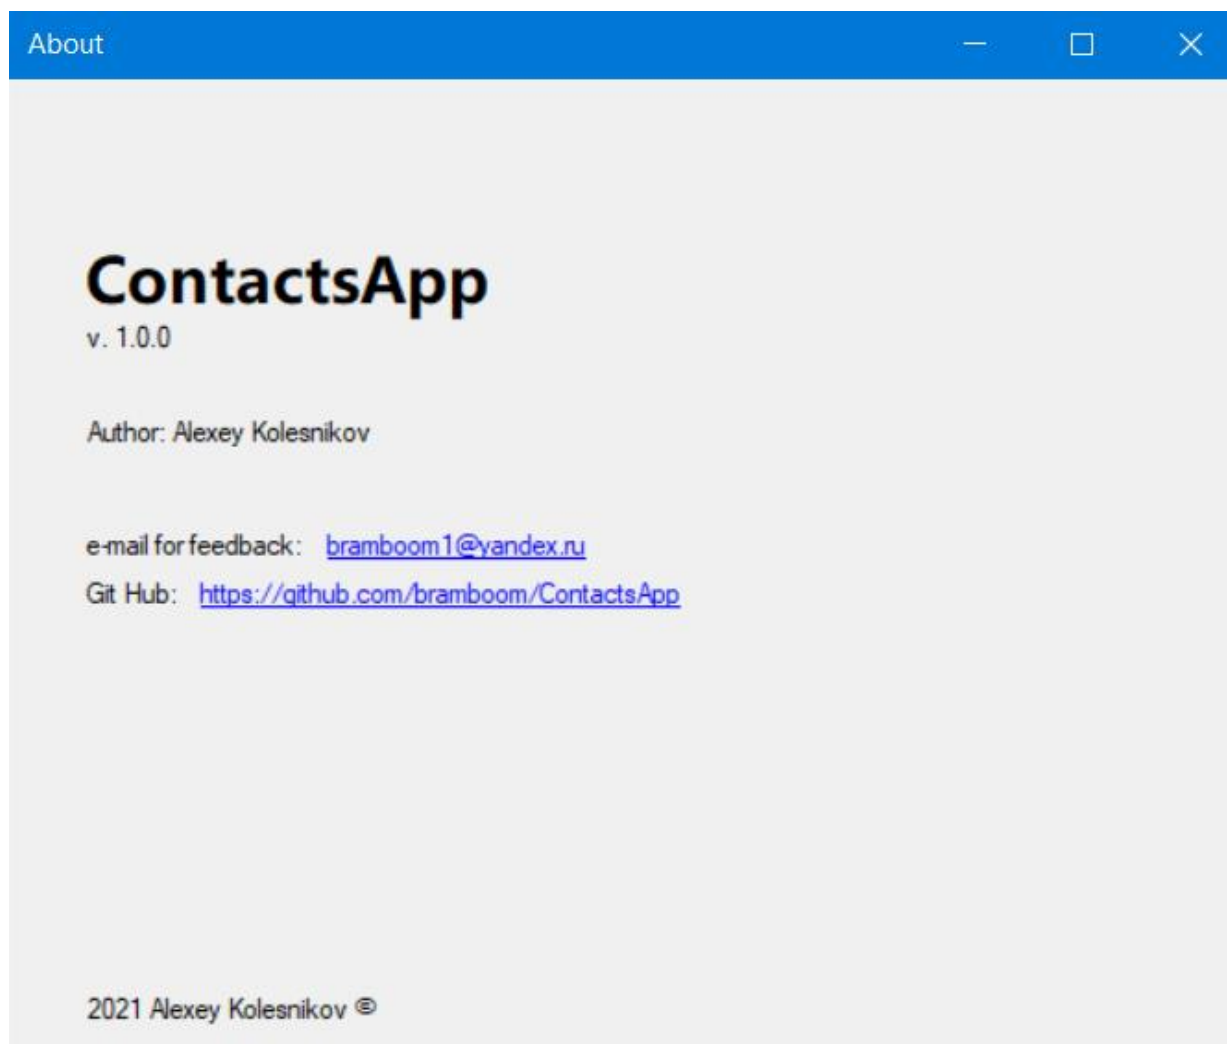 About
ContactsApp
v. 1.0.0
Author: Alexey Kolesnikov
e-mail for feedback: bramboom1@yandex.ru
Git Hub: https://github.com/bramboom/ContactsApp
2021 Alexey Kolesnikov ©